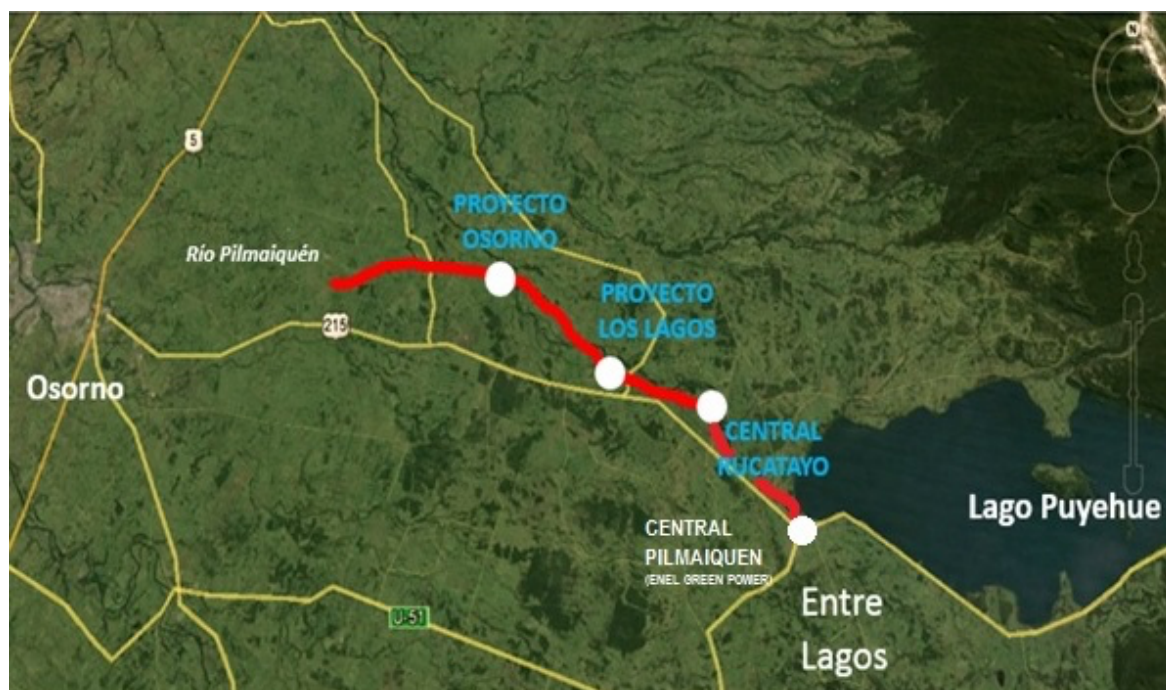 N
5
PROYECTO
OSORNO
Río Pilmaiquén
PROYECTO
LOS LAGOS
215
Osorno
CENTRAL
RUCATAYO
Lago Puyehue
CENTRAL
PILMAIQUEN
(ENEL GREEN POWER)
Entre
Lagos
U-51